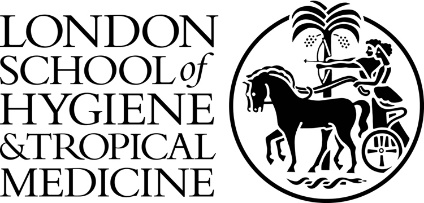 LONDON
SCHOOL of
HYGIENE
&TROPICAL
MEDICINE